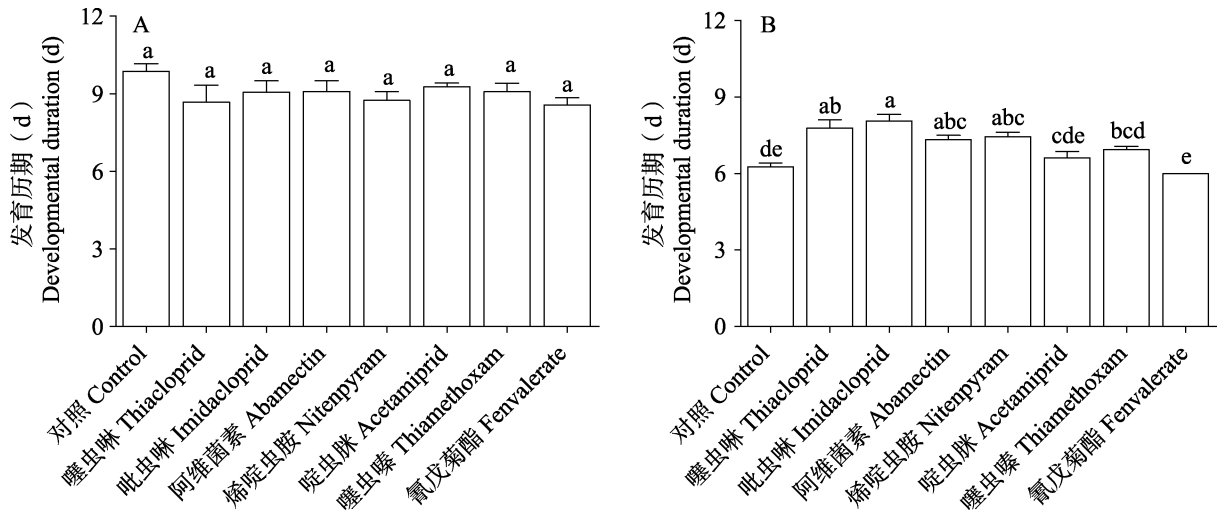 A
发育历期（d）
Developmental duration (d)
12
9
6
3
0
a
a
a
a
a
a
a
a
对照 Control
噻虫啉 Thiacloprid
吡虫啉 Imidacloprid
阿维菌素 Abamectin
烯啶虫胺 Nitenpyram
啶虫脒 Acetamiprid
噻虫嗪 Thiamethoxam
氰戊菊酯 Fenvalerate
B
发育历期（d）
Developmental duration (d)
12
9
6
3
0
de
ab
a
abc
abc
cde
bcd
e
对照 Control
噻虫啉 Thiacloprid
吡虫啉 Imidacloprid
阿维菌素 Abamectin
烯啶虫胺 Nitenpyram
啶虫脒 Acetamiprid
噻虫嗪 Thiamethoxam
氰戊菊酯 Fenvalerate